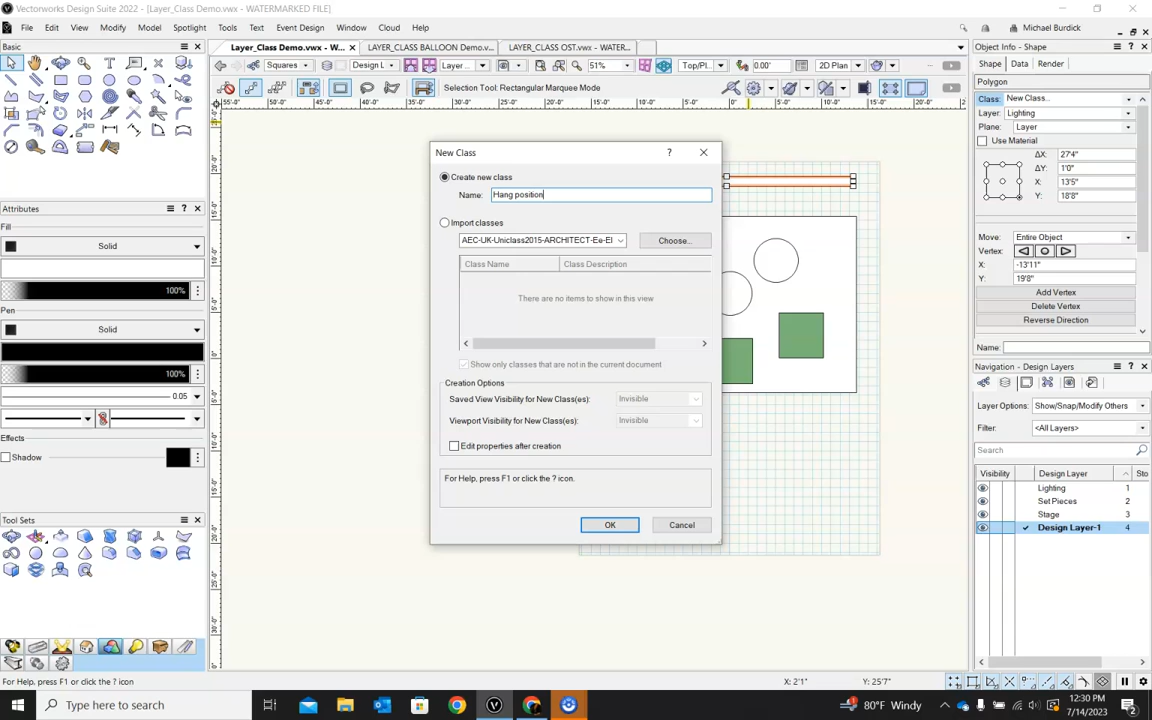 Vectorworks Design Suite 2022 - [Layer_Class Demo.vwx - WATERMARKED FILE]
File Edit View Modify Model Spotlight Tools Text Event Design Window Cloud Help
Michael Burdick
Basic
Layer_Class Demo.vwx - W...
LAYER_CLASS BALLOON Demo.v...
LAYER_CLASS OST.vwx - WATER...
Object Info - Shape
Squares
Design L...
Layer ...
51%
Top/Pl...
0.00'
2D Plan
Shape Data Render
Selection Tool: Rectangular Marquee Mode
Polygon
Class: New Class...
Layer: Lighting
Plane: Layer
Use Material
ΔX: 27'4"
ΔY: 1'0"
X: 13'5"
Y: 18'8"
Move: Entire Object
Vertex:
X: -13'11"
Y: 19'8"
Add Vertex
Delete Vertex
Reverse Direction
Name:
Attributes
Fill
Solid
100%
Pen
Solid
100%
0.05
Effects
Shadow
Tool Sets
New Class
Create new class
Name: Hang position
Import classes
AEC-UK-Uniclass2015-ARCHITECT-Ee-El
Choose...
Class Name Class Description
There are no items to show in this view
Show only classes that are not in the current document
Creation Options
Saved View Visibility for New Class(es): Invisible
Viewport Visibility for New Class(es): Invisible
Edit properties after creation
For Help, press F1 or click the ? icon.
OK Cancel
Navigation - Design Layers
Layer Options: Show/Snap/Modify Others
Filter: <All Layers>
Search
Visibility Design Layer # Sto
Lighting 1
Set Pieces 2
Stage 3
Design Layer-1 4
For Help, press F1 or click the ? icon
X: 2'1" Y: 25'7"
Type here to search
80°F Windy
12:30 PM
7/14/2023